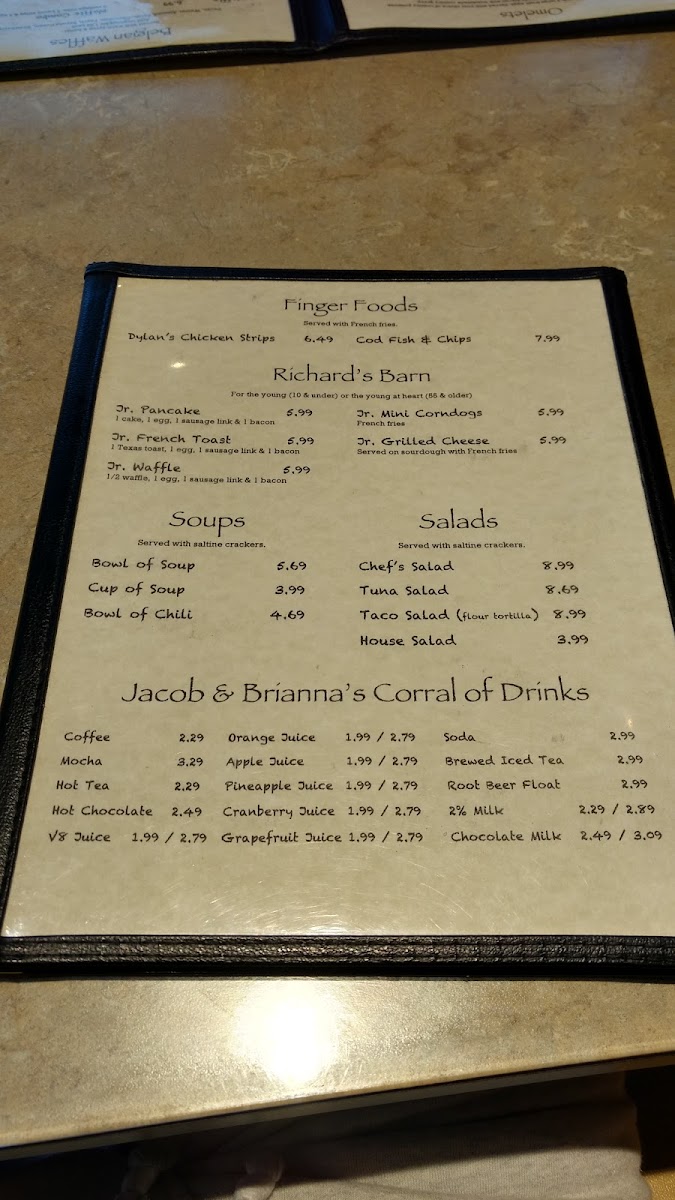 Belgian Waffles
Omelets
Finger Foods
Served with French fries.
Dylan's Chicken Strips 6.49 Cod Fish & Chips 7.99
Richard's Barn
For the young (10 & under) or the young at heart (55 & older)
Jr. Pancake 5.99 Jr. Mini Corndogs 5.99
1 cake, 1 egg, 1 sausage link & 1 bacon French fries
Jr. French Toast 5.99 Jr. Grilled Cheese 5.99
1 Texas toast, 1 egg, 1 sausage link & 1 bacon Served on sourdough with French fries
Jr. Waffle 5.99
1/2 waffle, 1 egg, 1 sausage link & 1 bacon
Soups Salads
Served with saltine crackers. Served with saltine crackers.
Bowl of Soup 5.69 Chef's Salad 8.99
Cup of Soup 3.99 Tuna Salad 8.69
Bowl of Chili 4.69 Taco Salad (flour tortilla) 8.99
House Salad 3.99
Jacob & Brianna's Corral of Drinks
Coffee 2.29 Orange Juice 1.99 / 2.79 Soda 2.99
Mocha 3.29 Apple Juice 1.99 / 2.79 Brewed Iced Tea 2.99
Hot Tea 2.29 Pineapple Juice 1.99 / 2.79 Root Beer Float 2.99
Hot Chocolate 2.49 Cranberry Juice 1.99 / 2.79 2% Milk 2.29 / 2.89
V8 Juice 1.99 / 2.79 Grapefruit Juice 1.99 / 2.79 Chocolate Milk 2.49 / 3.09